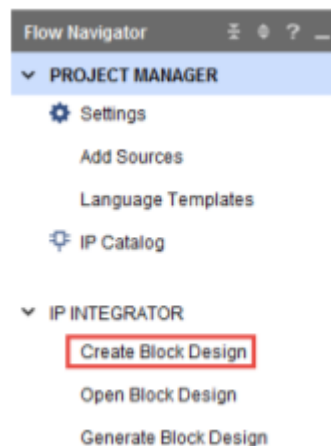 Flow Navigator ?
PROJECT MANAGER
Settings
Add Sources
Language Templates
IP Catalog
IP INTEGRATOR
Create Block Design
Open Block Design
Generate Block Design